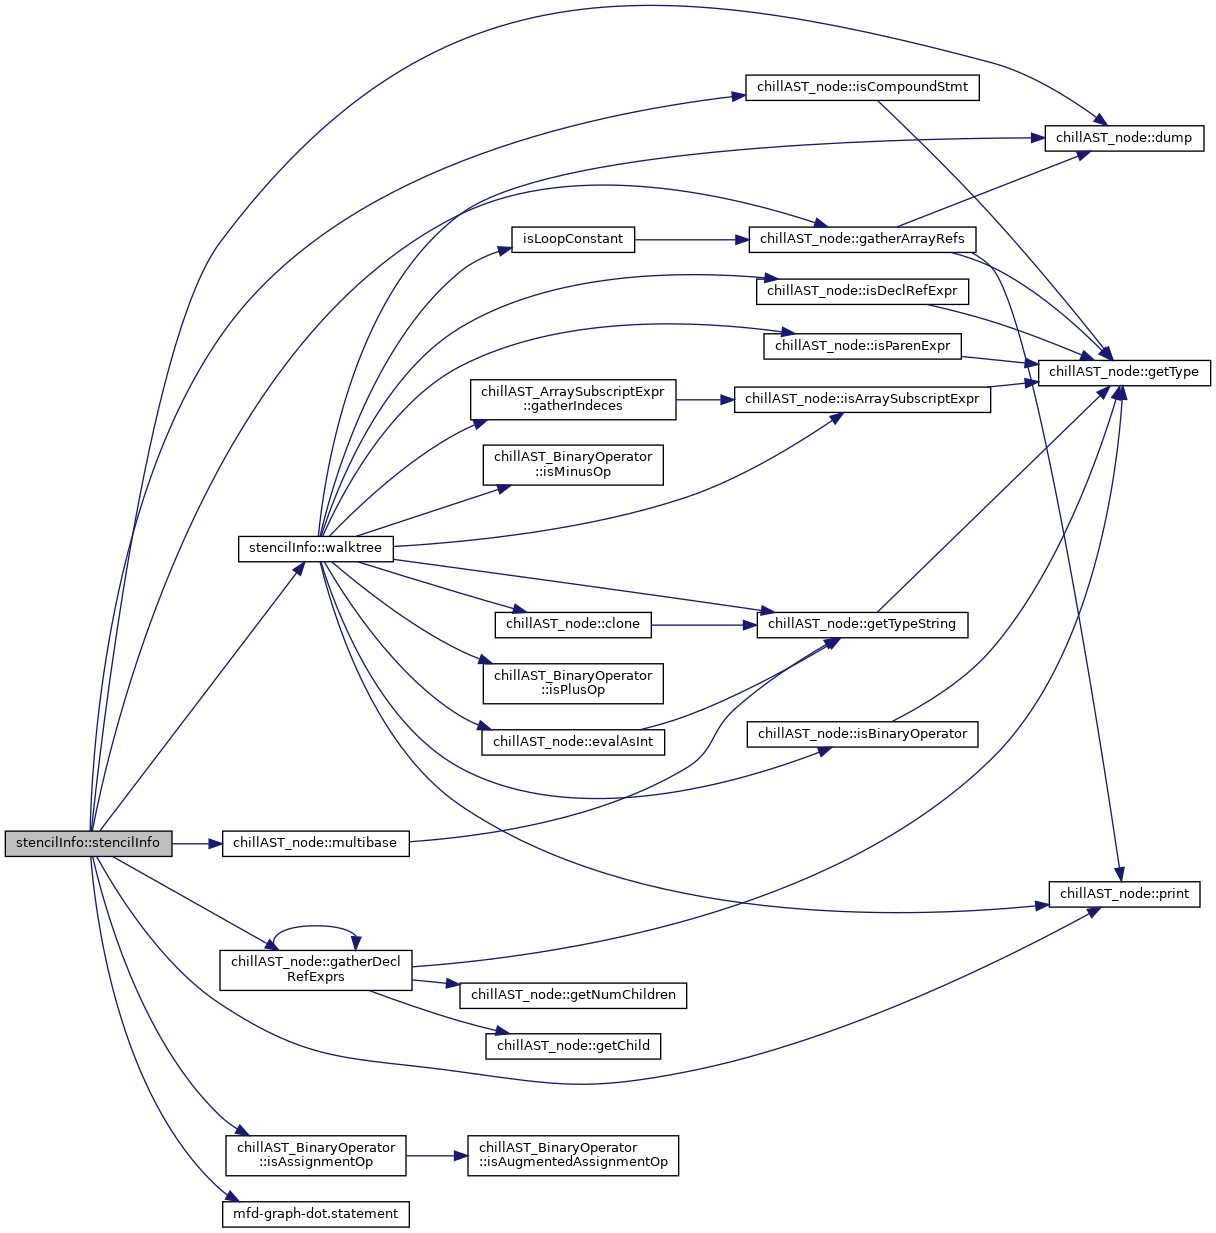 chillAST_node::isCompoundStmt
chillAST_node::dump
isLoopConstant
chillAST_node::gatherArrayRefs
chillAST_node::isDeclRefExpr
chillAST_node::isParenExpr
chillAST_node::getType
chillAST_ArraySubscriptExpr
::gatherIndeces
chillAST_node::isArraySubscriptExpr
chillAST_BinaryOperator
::isMinusOp
stencilInfo::walktree
chillAST_node::clone
chillAST_node::getTypeString
chillAST_BinaryOperator
::isPlusOp
chillAST_node::evalAsInt
chillAST_node::isBinaryOperator
stencilInfo::stencilInfo
chillAST_node::multibase
chillAST_node::print
chillAST_node::gatherDecl
RefExprs
chillAST_node::getNumChildren
chillAST_node::getChild
chillAST_BinaryOperator
::isAssignmentOp
chillAST_BinaryOperator
::isAugmentedAssignmentOp
mfd-graph-dot.statement